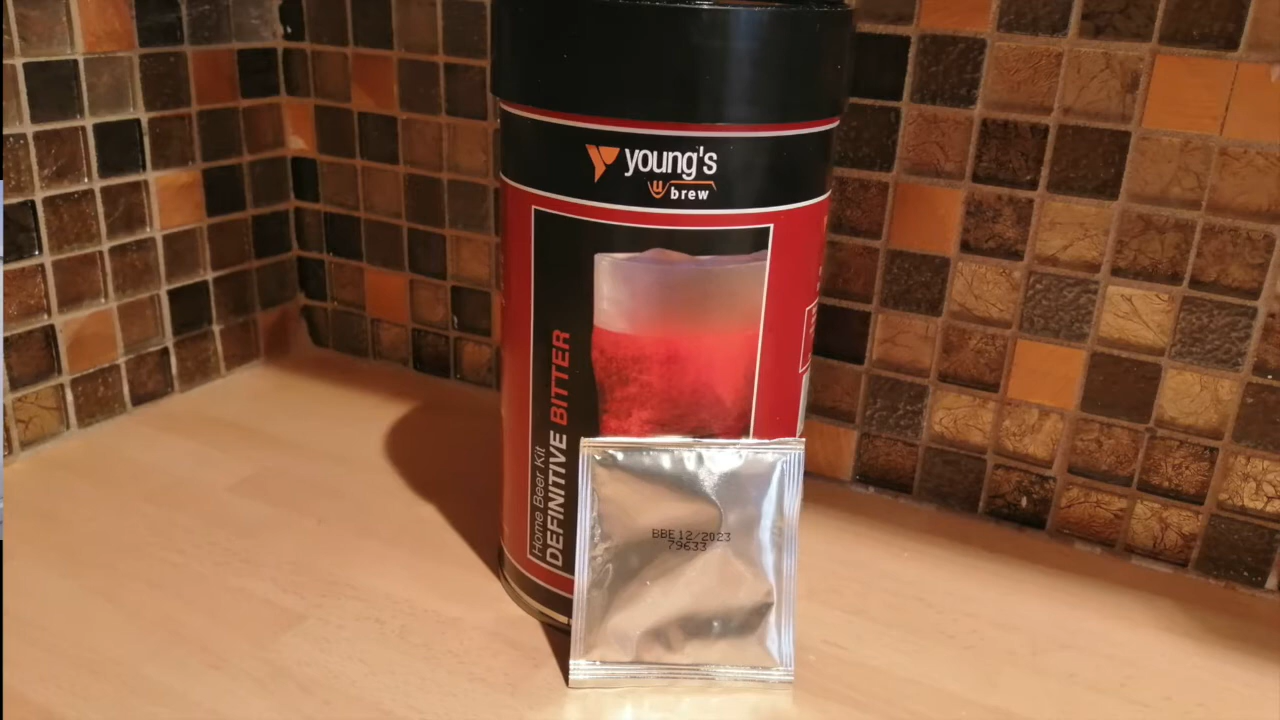 young's
u brew
Home Beer Kit
DEFINITIVE BITTER
BBE 12/2023
79633